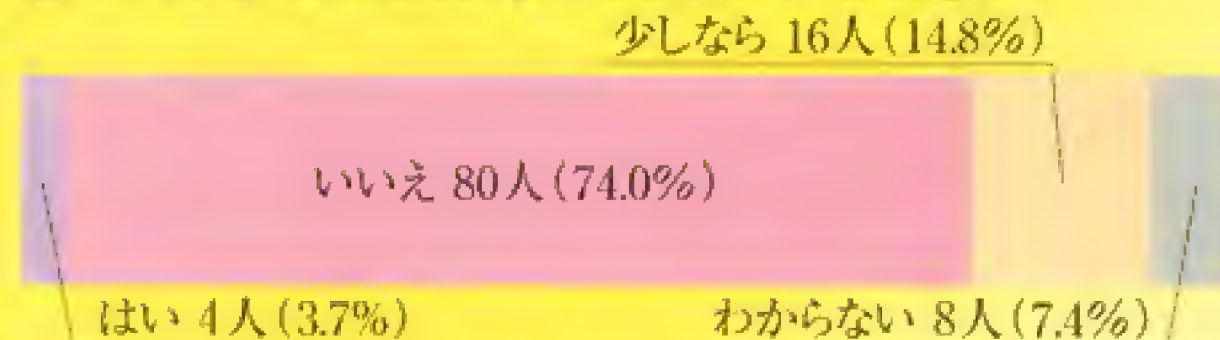 少しなら 16人(14.8%)
いいえ 80人(74.0%)
はい 4人(3.7%)
わからない 8人(7.4%)